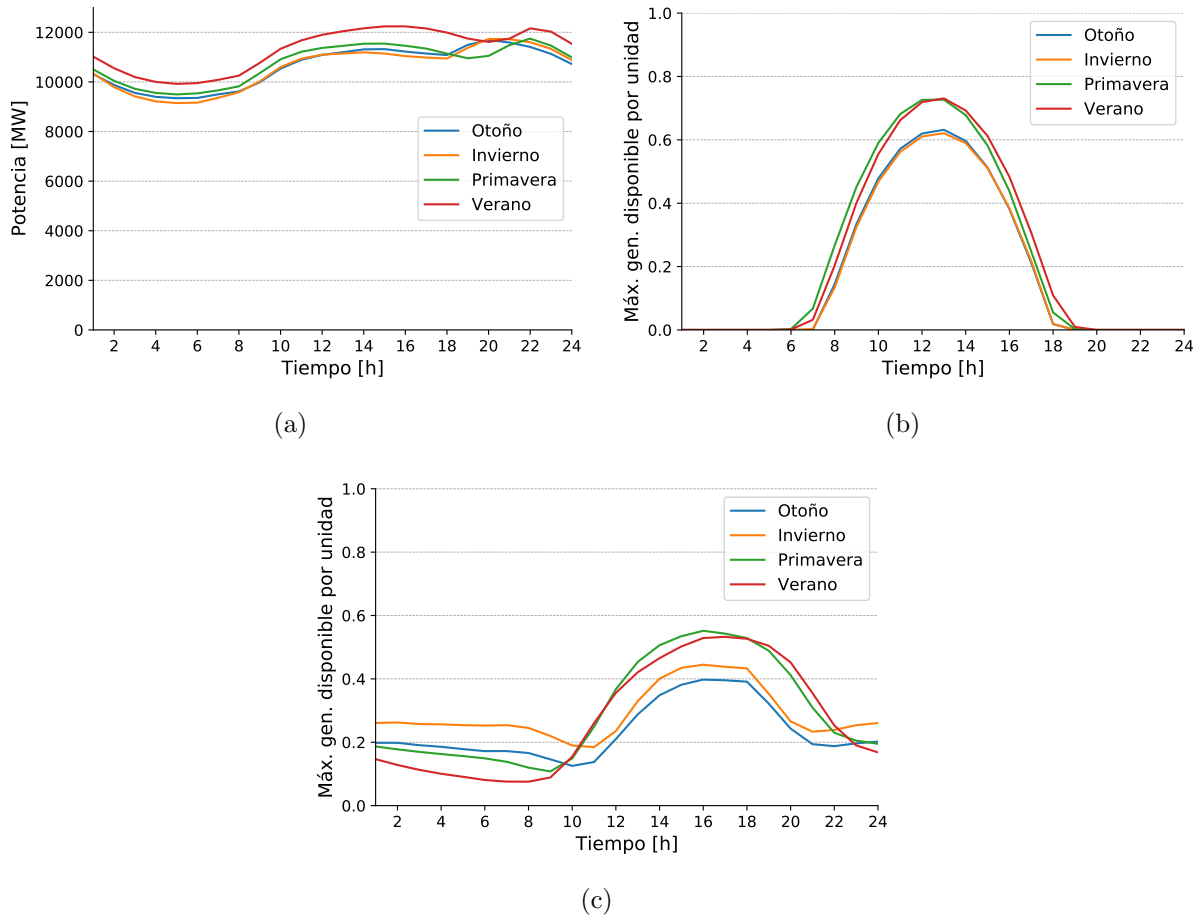 12000
10000
8000
6000
4000
2000
0
Potencia [MW]
2 4 6 8 10 12 14 16 18 20 22 24
Tiempo [h]
Otoño
Invierno
Primavera
Verano
(a)
1.0
0.8
0.6
0.4
0.2
0.0
Máx. gen. disponible por unidad
2 4 6 8 10 12 14 16 18 20 22 24
Tiempo [h]
Otoño
Invierno
Primavera
Verano
(b)
1.0
0.8
0.6
0.4
0.2
0.0
Máx. gen. disponible por unidad
2 4 6 8 10 12 14 16 18 20 22 24
Tiempo [h]
Otoño
Invierno
Primavera
Verano
(c)